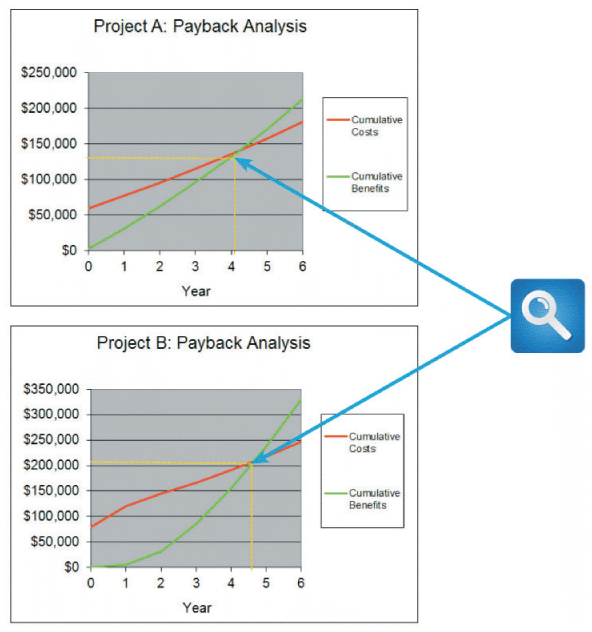 Project A: Payback Analysis
$250,000
$200,000
$150,000
$100,000
$50,000
$0
0 1 2 3 4 5 6
Year
Cumulative
Costs
Cumulative
Benefits
Project B: Payback Analysis
$350,000
$300,000
$250,000
$200,000
$150,000
$100,000
$50,000
$0
0 1 2 3 4 5 6
Year
Cumulative
Costs
Cumulative
Benefits